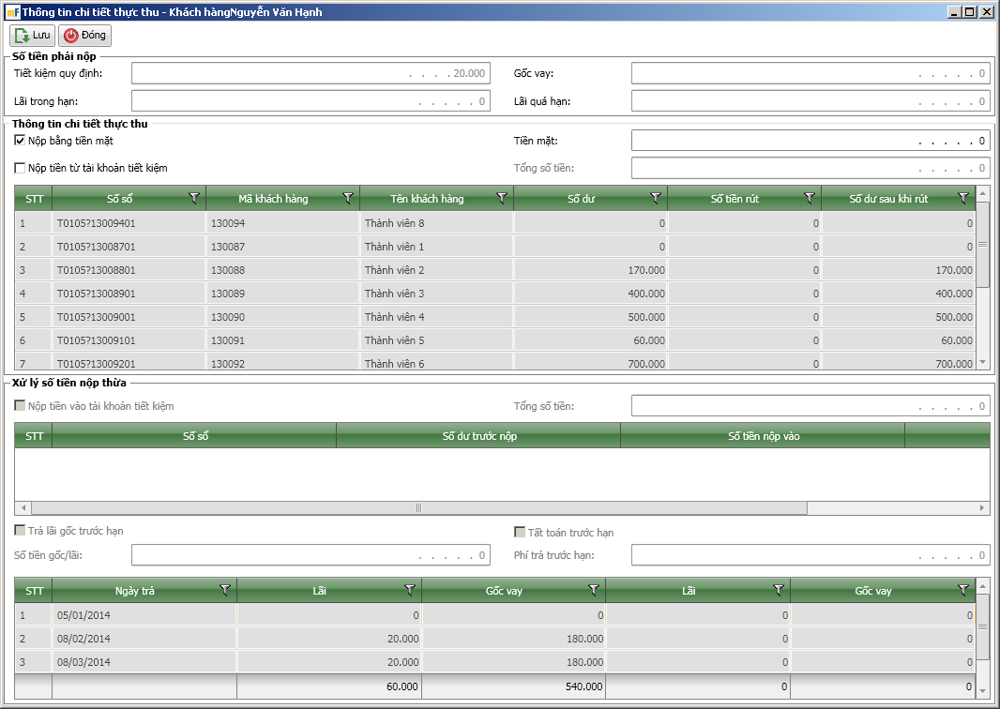 mF Thông tin chi tiết thực thu - Khách hàngNguyễn Văn Hạnh
Lưu Đóng
Số tiền phải nộp
Tiết kiệm quy định: . . . . 20.000 Gốc vay: . . . . . 0
Lãi trong hạn: . . . . . 0 Lãi quá hạn: . . . . . 0
Thông tin chi tiết thực thu
Nộp bằng tiền mặt Tiền mặt: . . . . . 0
Nộp tiền từ tài khoản tiết kiệm Tổng số tiền: . . . . . 0
STT Số sổ Mã khách hàng Tên khách hàng Số dư Số tiền rút Số dư sau khi rút
1 T0105?13009401 130094 Thành viên 8 0 0 0
2 T0105?13008701 130087 Thành viên 1 0 0 0
3 T0105?13008801 130088 Thành viên 2 170.000 0 170.000
4 T0105?13008901 130089 Thành viên 3 400.000 0 400.000
5 T0105?13009001 130090 Thành viên 4 500.000 0 500.000
6 T0105?13009101 130091 Thành viên 5 60.000 0 60.000
7 T0105?13009201 130092 Thành viên 6 700.000 0 700.000
Xử lý số tiền nộp thừa
Nộp tiền vào tài khoản tiết kiệm Tổng số tiền: . . . . . 0
STT Số sổ Số dư trước nộp Số tiền nộp vào
Trả lãi gốc trước hạn Tất toán trước hạn
Số tiền gốc/lãi: . . . . . 0 Phí trả trước hạn: . . . . . 0
STT Ngày trả Lãi Gốc vay Lãi Gốc vay
1 05/01/2014 0 0 0 0
2 08/02/2014 20.000 180.000 0 0
3 08/03/2014 20.000 180.000 0 0
60.000 540.000 0 0